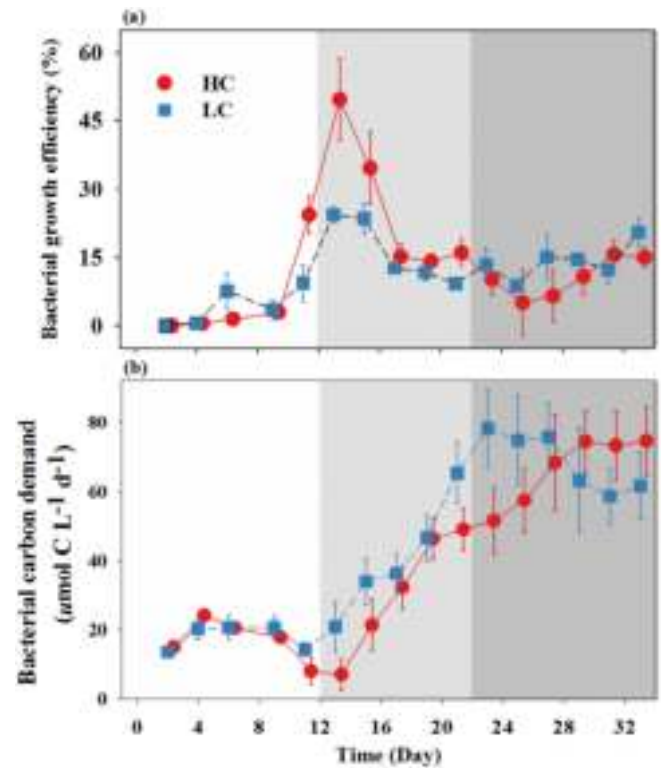 (a)
Bacterial growth efficiency (%)
60
45
30
15
0
HC
LC
(b)
Bacterial carbon demand
(μmol C L⁻¹ d⁻¹)
80
60
40
20
0
0 4 8 12 16 20 24 28 32
Time (Day)